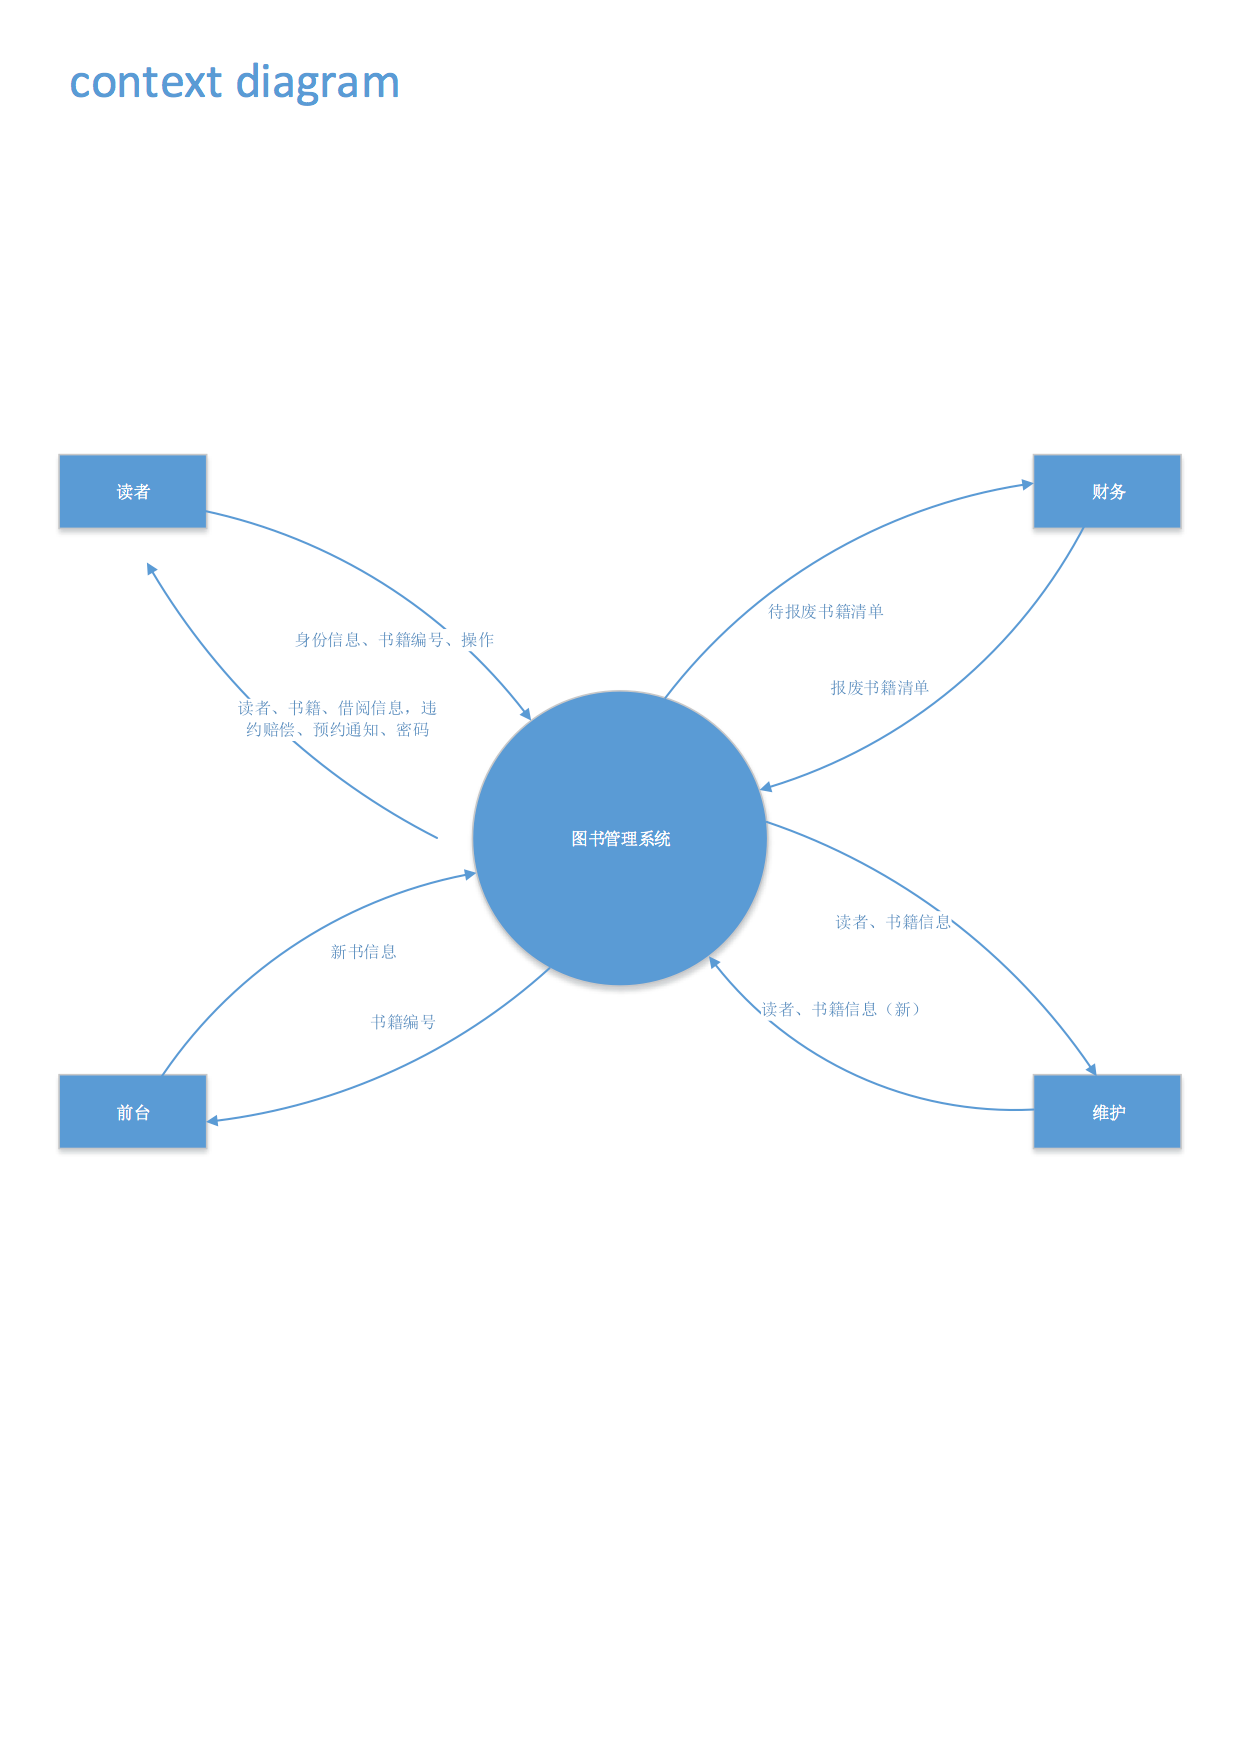 context diagram
读者
财务
待报废书籍清单
身份信息、书籍编号、操作
报废书籍清单
读者、书籍、借阅信息，违
约赔偿、预约通知、密码
图书管理系统
读者、书籍信息
新书信息
读者、书籍信息（新）
书籍编号
前台
维护